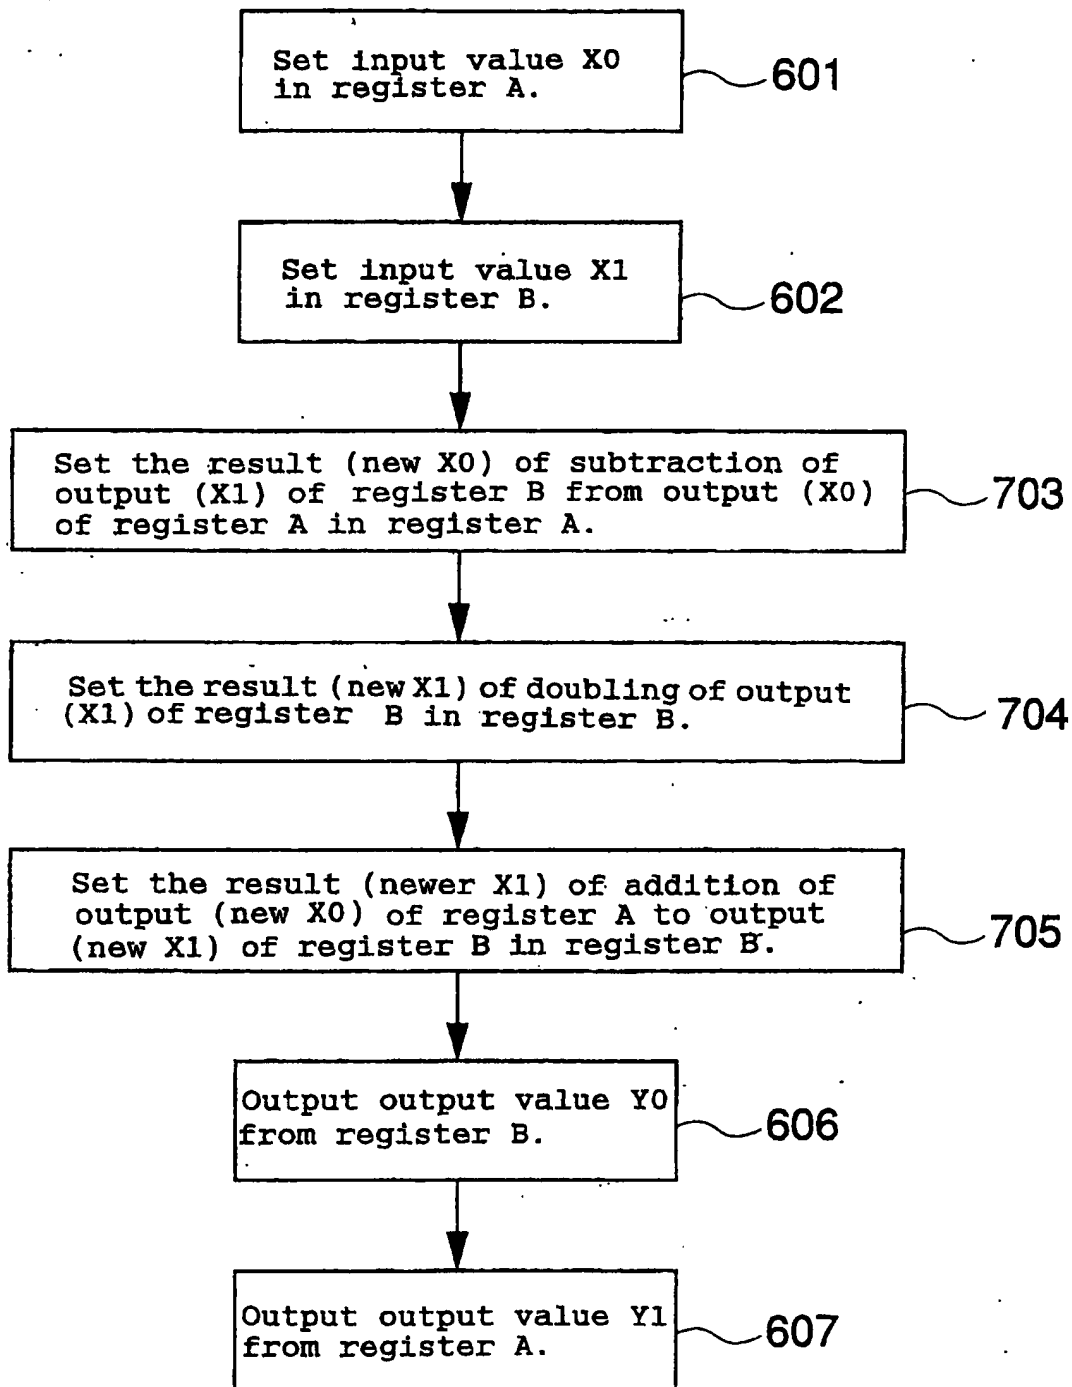 Set input value X0
in register A.
601
Set input value X1
in register B.
602
Set the result (new X0) of subtraction of
output (X1) of register B from output (X0)
of register A in register A.
703
Set the result (new X1) of doubling of output
(X1) of register B in register B.
704
Set the result (newer X1) of addition of
output (new X0) of register A to output
(new X1) of register B in register B.
705
Output output value Y0
from register B.
606
Output output value Y1
from register A.
607